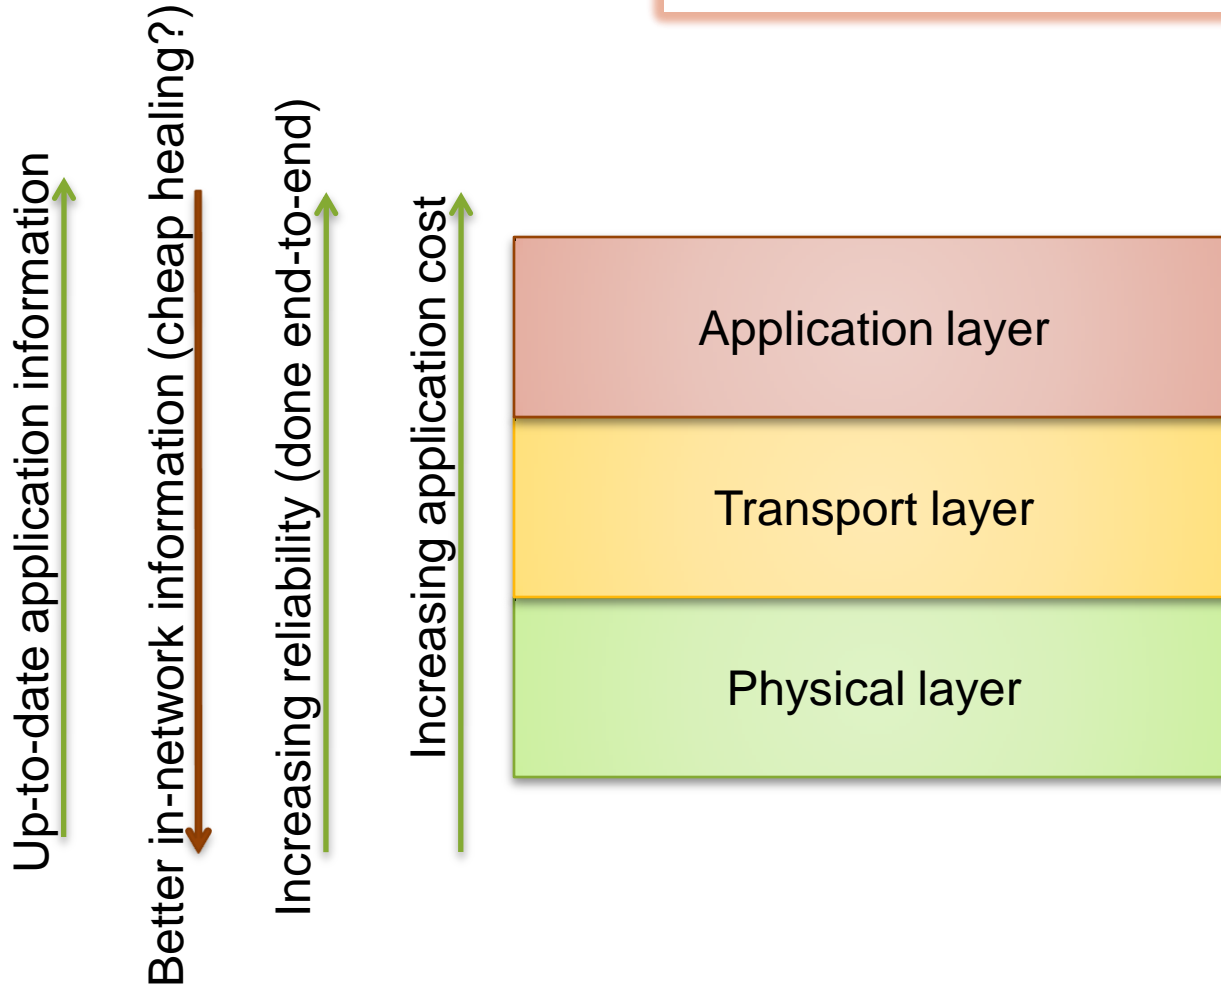 Up-to-date application information
Better in-network information (cheap healing?)
Increasing reliability (done end-to-end)
Increasing application cost
Application layer
Transport layer
Physical layer